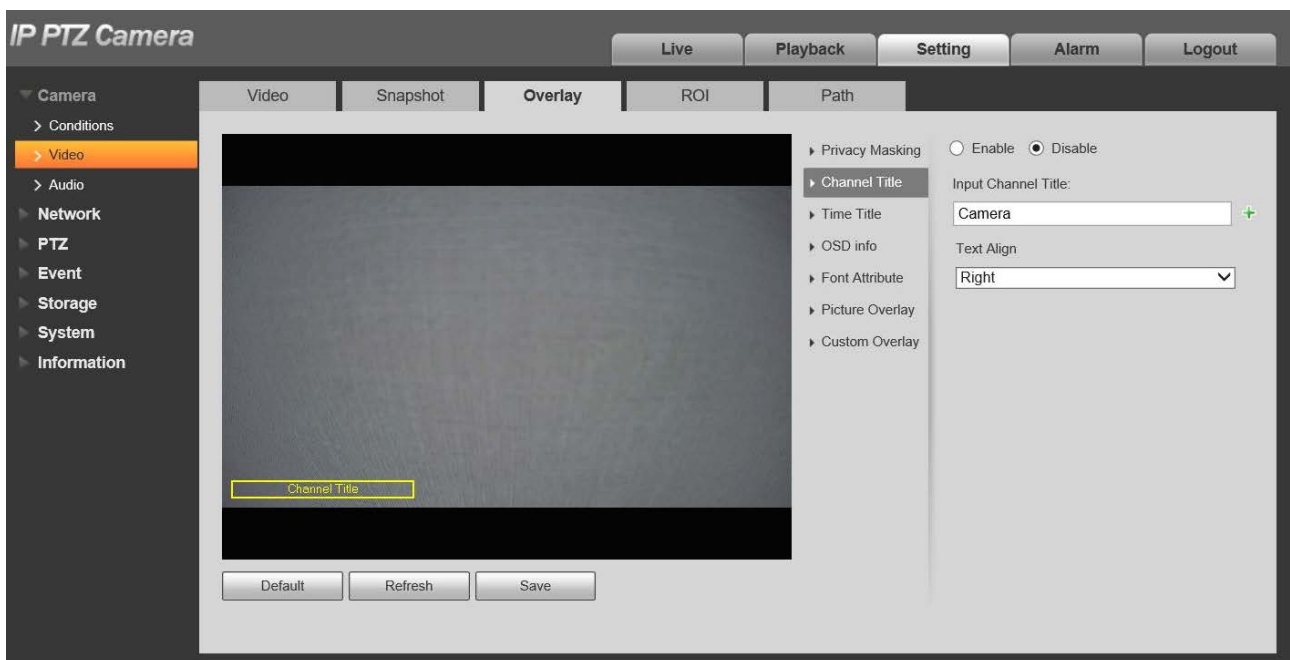 IP PTZ Camera
Live Playback Setting Alarm Logout
Camera
Conditions
Video
Audio
Network
PTZ
Event
Storage
System
Information
Video Snapshot Overlay ROI Path
Channel Title
Default Refresh Save
Privacy Masking
Channel Title
Time Title
OSD info
Font Attribute
Picture Overlay
Custom Overlay
Enable Disable
Input Channel Title:
Camera
Text Align
Right